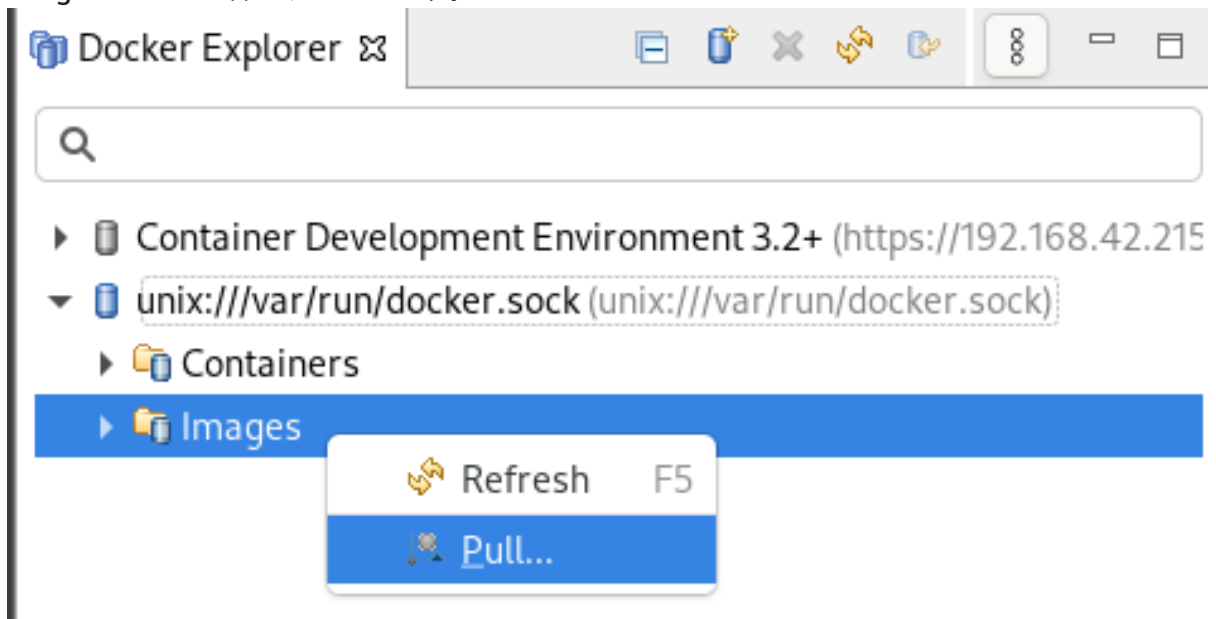 Docker Explorer
Container Development Environment 3.2+ (https://192.168.42.215
unix:///var/run/docker.sock (unix:///var/run/docker.sock)
Containers
Images
Refresh F5
Pull...